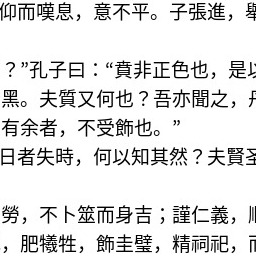 仰而嘆息，意不平。子張進，舉
？”孔子曰：“賁非正色也，是以
黑。夫質又何也？吾亦聞之，丹
有余者，不受飾也。”
日者失時，何以知其然？夫賢圣
勞，不卜筮而身吉；謹仁義，順
，肥犧牲，飾圭璧，精祠祀，而